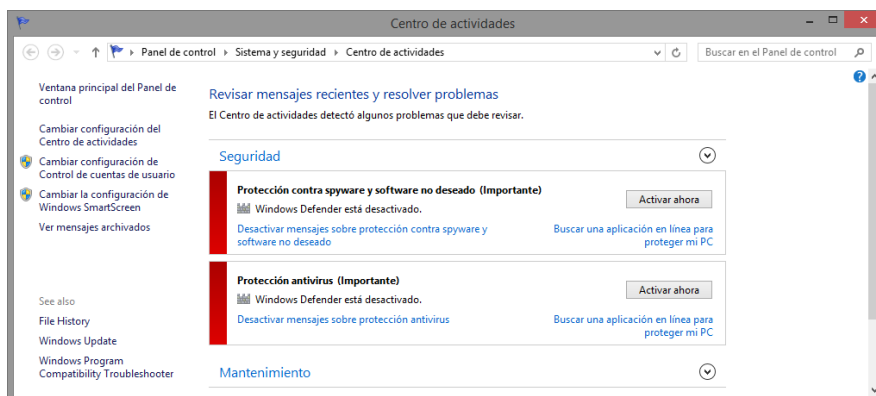 Centro de actividades
Panel de control ▸ Sistema y seguridad ▸ Centro de actividades
Buscar en el Panel de control
Ventana principal del Panel de
control
Cambiar configuración del
Centro de actividades
Cambiar configuración de
Control de cuentas de usuario
Cambiar la configuración de
Windows SmartScreen
Ver mensajes archivados
See also
File History
Windows Update
Windows Program
Compatibility Troubleshooter
Revisar mensajes recientes y resolver problemas
El Centro de actividades detectó algunos problemas que debe revisar.
Seguridad
Protección contra spyware y software no deseado (Importante)
Windows Defender está desactivado.
Activar ahora
Desactivar mensajes sobre protección contra spyware y
software no deseado
Buscar una aplicación en línea para
proteger mi PC
Protección antivirus (Importante)
Windows Defender está desactivado.
Activar ahora
Desactivar mensajes sobre protección antivirus
Buscar una aplicación en línea para
proteger mi PC
Mantenimiento